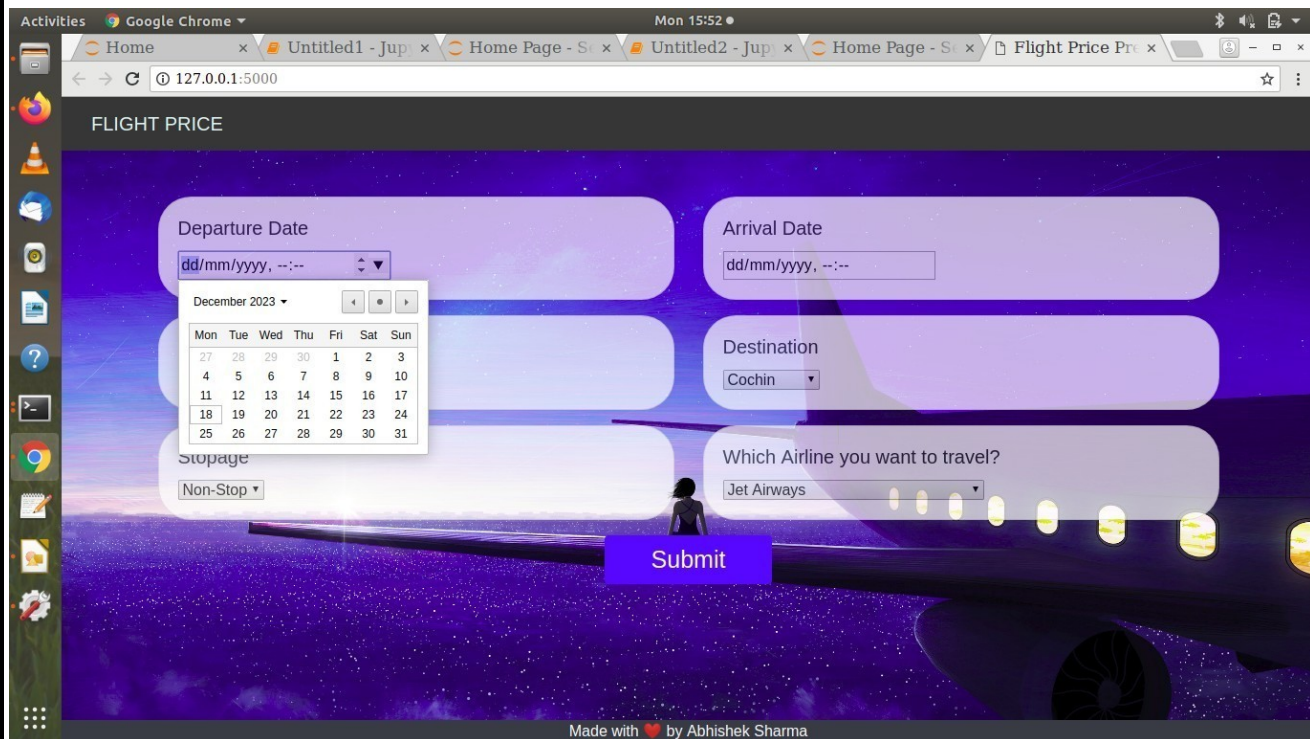 Activities Google Chrome Mon 15:52
Home Untitled1 - Jup Home Page - Se Untitled2 - Jup Home Page - Se Flight Price Pre
127.0.0.1:5000
FLIGHT PRICE
Departure Date
dd/mm/yyyy, --:--
December 2023
Mon Tue Wed Thu Fri Sat Sun
27 28 29 30 1 2 3
4 5 6 7 8 9 10
11 12 13 14 15 16 17
18 19 20 21 22 23 24
25 26 27 28 29 30 31
Arrival Date
dd/mm/yyyy, --:--
Destination
Cochin
Stopage
Non-Stop
Which Airline you want to travel?
Jet Airways
Submit
Made with ❤ by Abhishek Sharma